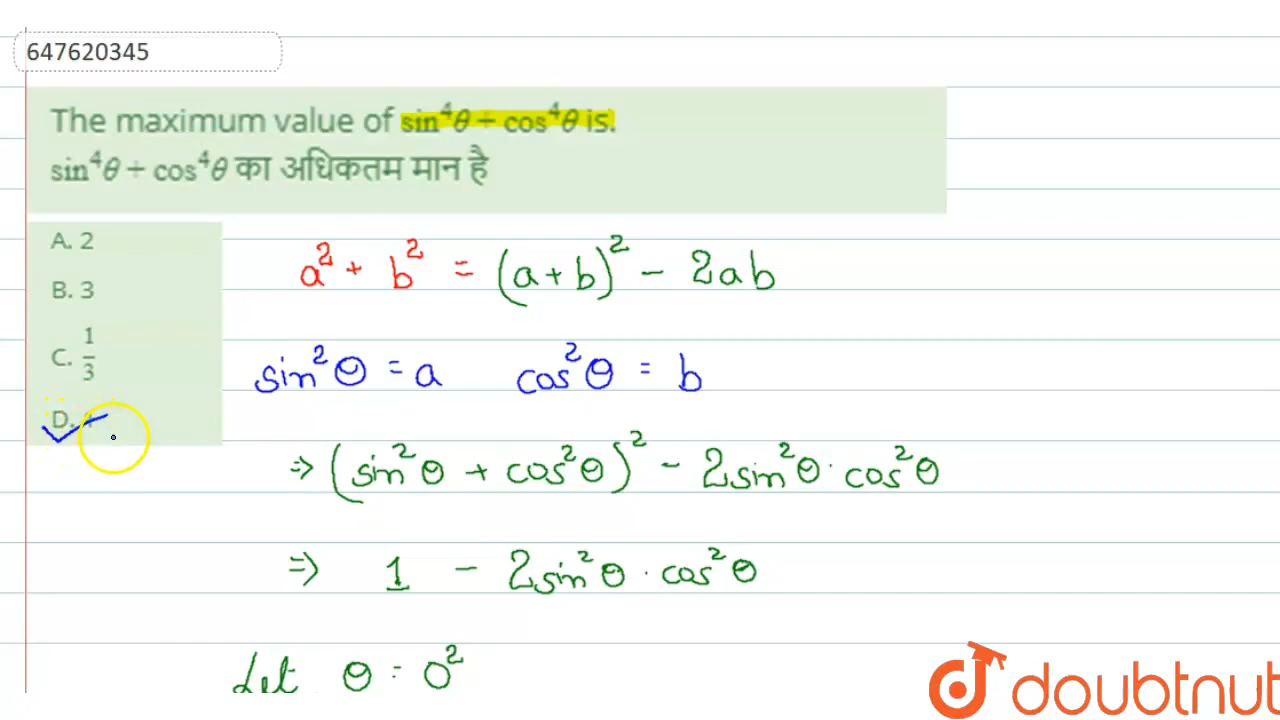 647620345
The maximum value of sin⁴θ + cos⁴θ is.
sin⁴θ + cos⁴θ का अधिकतम मान है
A. 2
B. 3
C. 1/3
D.
a² + b² = (a+b)² - 2ab
sin²θ = a cos²θ = b
⇒ (sin²θ + cos²θ)² - 2sin²θ · cos²θ
⇒ 1 - 2sin²θ · cos²θ
Let θ = 0²
doubtnut